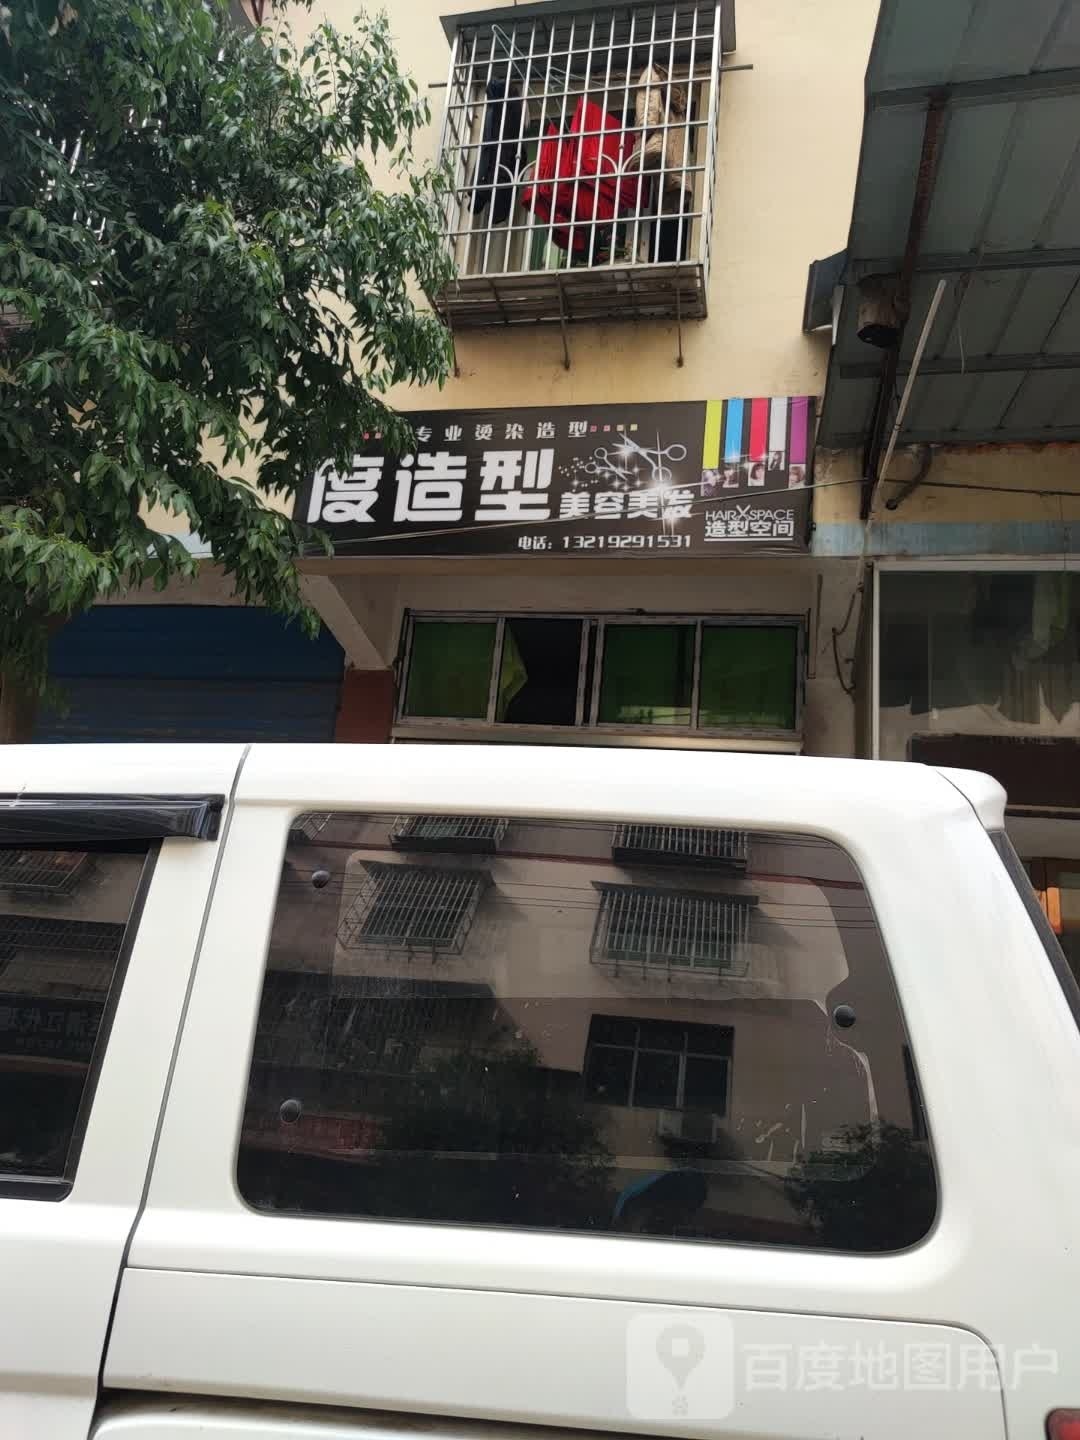 专业烫染造型
度造型
美容美发
HAIR SPACE
造型空间
电话：13219291531
百度地图用户